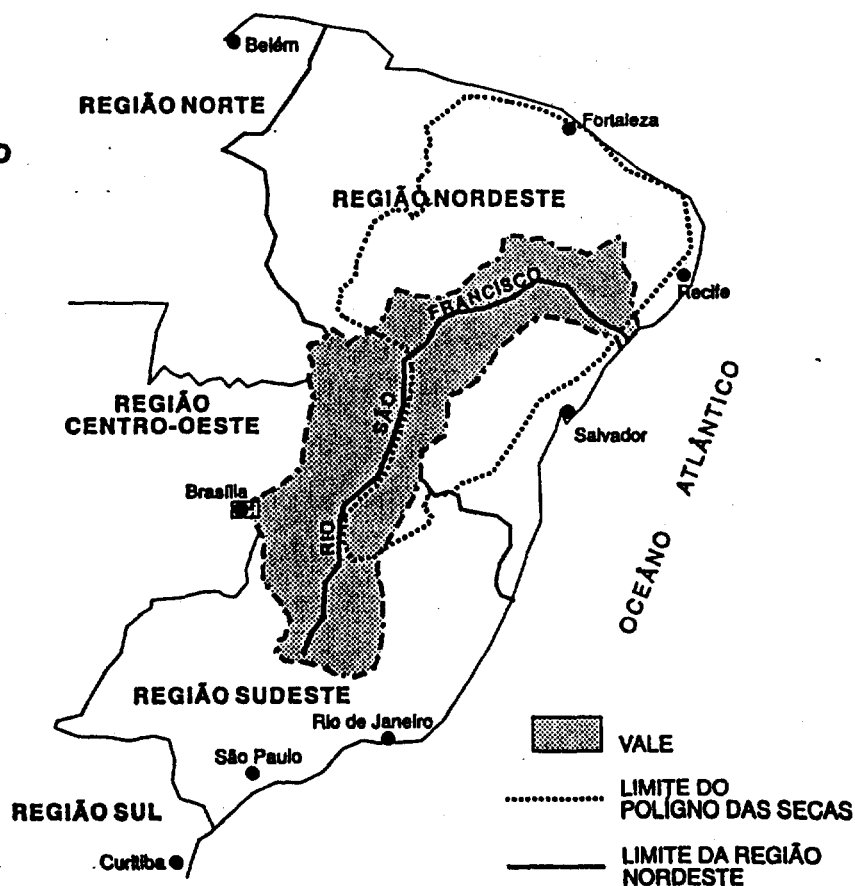 Belém
REGIÃO NORTE
O
Fortaleza
REGIÃO NORDESTE
Recife
RIO SÃO FRANCISCO
REGIÃO
CENTRO-OESTE
Salvador
Brasília
OCEÂNO ATLÂNTICO
REGIÃO SUDESTE
Rio de Janeiro
São Paulo
REGIÃO SUL
Curitiba
VALE
LIMITE DO
POLÍGNO DAS SECAS
LIMITE DA REGIÃO
NORDESTE